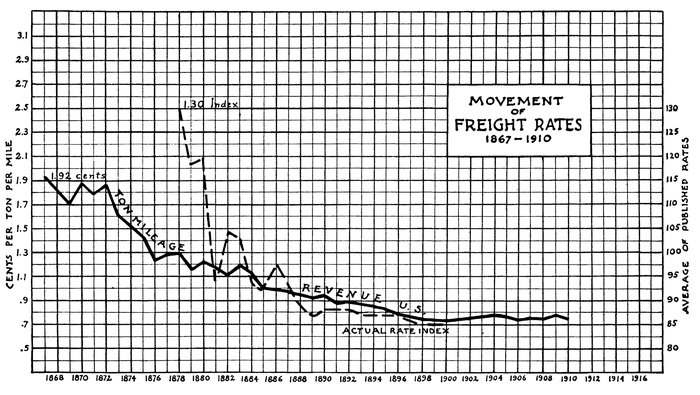 MOVEMENT
OF
FREIGHT RATES
1867-1910
CENTS PER TON PER MILE
3.1
2.9
2.7
2.5
2.3
2.1
1.9
1.7
1.5
1.3
1.1
.9
.7
.5
1.92 cents
1.30 Index
TON MILEAGE
REVENUE U.S.
ACTUAL RATE INDEX
130
125
120
115
110
105
100
95
90
85
80
AVERAGE OF PUBLISHED RATES
1868 1870 1872 1874 1876 1878 1880 1882 1884 1886 1888 1890 1892 1894 1896 1898 1900 1902 1904 1906 1908 1910 1912 1914 1916